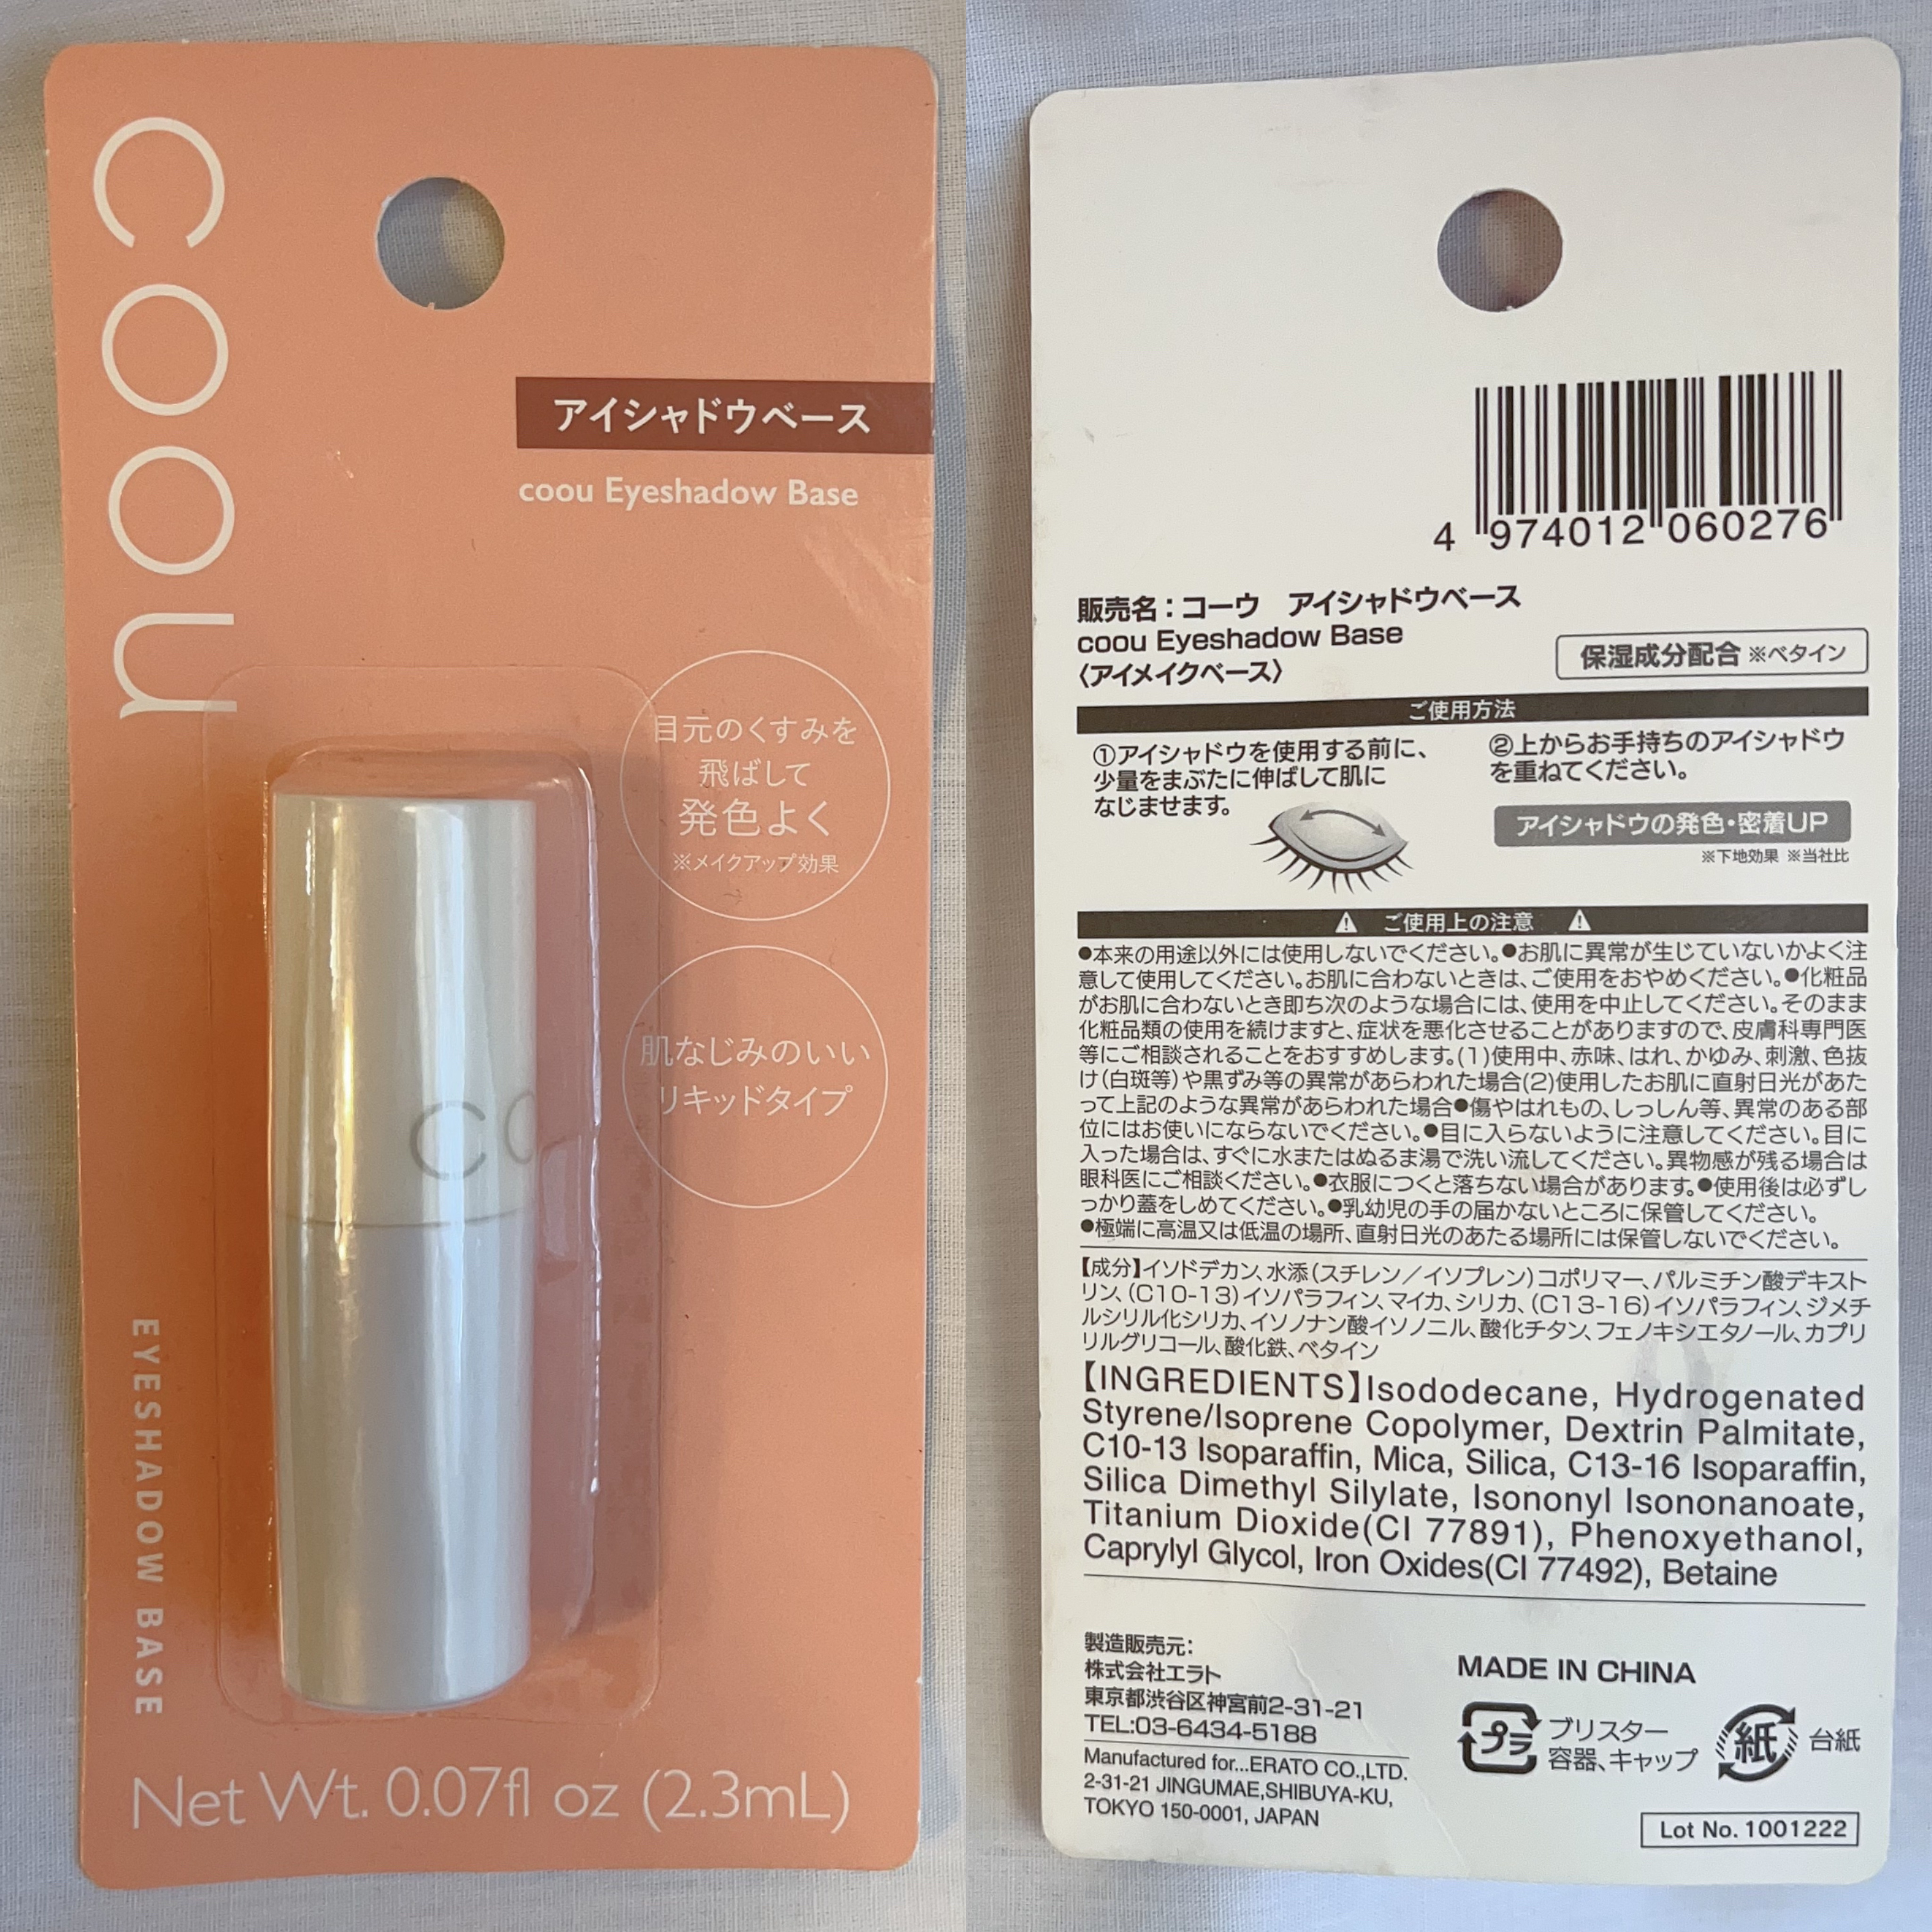 coou
アイシャドウベース
coou Eyeshadow Base
目元のくすみを
飛ばして
発色よく
※メイクアップ効果
肌なじみのいい
リキッドタイプ
CO
EYESHADOW BASE
Net Wt. 0.07fl oz (2.3mL)
4 974012 060276
販売名：コーウ　アイシャドウベース
coou Eyeshadow Base
〈アイメイクベース〉
保湿成分配合 ※ベタイン
ご使用方法
①アイシャドウを使用する前に、
少量をまぶたに伸ばして肌に
なじませます。
②上からお手持ちのアイシャドウ
を重ねてください。
アイシャドウの発色・密着UP
※下地効果 ※当社比
ご使用上の注意
●本来の用途以外には使用しないでください。●お肌に異常が生じていないかよく注
意して使用してください。お肌に合わないときは、ご使用をおやめください。●化粧品
がお肌に合わないとき即ち次のような場合には、使用を中止してください。そのまま
化粧品類の使用を続けますと、症状を悪化させることがありますので、皮膚科専門医
等にご相談されることをおすすめします。(1)使用中、赤味、はれ、かゆみ、刺激、色抜
け(白斑等)や黒ずみ等の異常があらわれた場合(2)使用したお肌に直射日光があた
って上記のような異常があらわれた場合●傷やはれもの、しっしん等、異常のある部
位にはお使いにならないでください。●目に入らないように注意してください。目に
入った場合は、すぐに水またはぬるま湯で洗い流してください。異物感が残る場合は
眼科医にご相談ください。●衣服につくと落ちない場合があります。●使用後は必ずし
っかり蓋をしめてください。●乳幼児の手の届かないところに保管してください。
●極端に高温又は低温の場所、直射日光のあたる場所には保管しないでください。
【成分】イソドデカン、水添(スチレン／イソプレン)コポリマー、パルミチン酸デキスト
リン、(C10-13)イソパラフィン、マイカ、シリカ、(C13-16)イソパラフィン、ジメチ
ルシリル化シリカ、イソノナン酸イソノニル、酸化チタン、フェノキシエタノール、カプリ
リルグリコール、酸化鉄、ベタイン
【INGREDIENTS】Isododecane, Hydrogenated
Styrene/Isoprene Copolymer, Dextrin Palmitate,
C10-13 Isoparaffin, Mica, Silica, C13-16 Isoparaffin,
Silica Dimethyl Silylate, Isononyl Isononanoate,
Titanium Dioxide(CI 77891), Phenoxyethanol,
Caprylyl Glycol, Iron Oxides(CI 77492), Betaine
製造販売元：
株式会社エラト
東京都渋谷区神宮前2-31-21
TEL:03-6434-5188
Manufactured for...ERATO CO.,LTD.
2-31-21 JINGUMAE,SHIBUYA-KU,
TOKYO 150-0001, JAPAN
MADE IN CHINA
プラ
ブリスター
容器、キャップ
紙
台紙
Lot No. 1001222